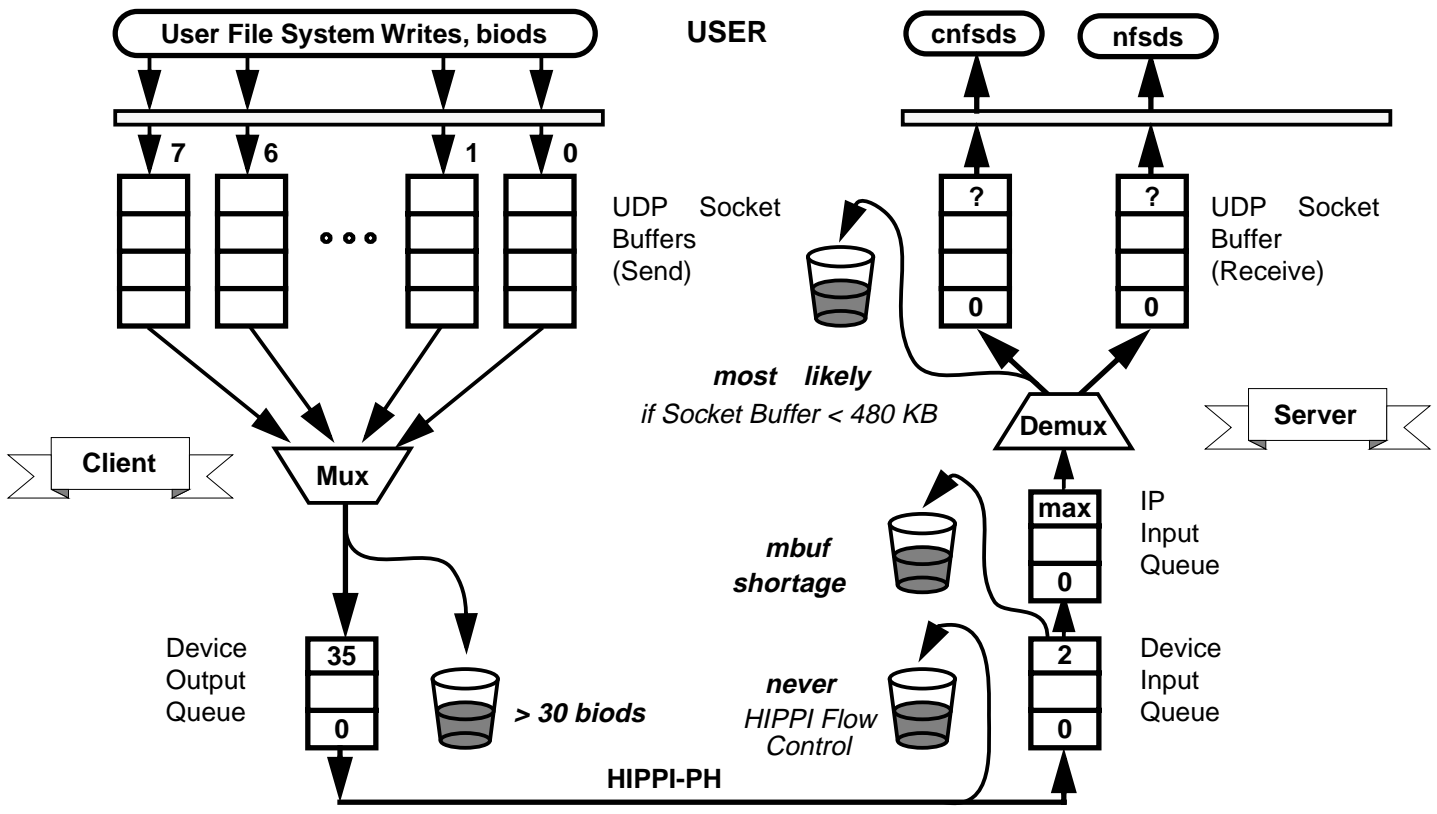 User File System Writes, biods
USER
cnfsds
nfsds
7 6 1 0
UDP Socket
Buffers
(Send)
?
0
?
0
UDP Socket
Buffer
(Receive)
most likely
if Socket Buffer < 480 KB
Client
Mux
Demux
Server
max
0
IP
Input
Queue
mbuf
shortage
Device
Output
Queue
35
0
> 30 biods
never
HIPPI Flow
Control
2
0
Device
Input
Queue
HIPPI-PH